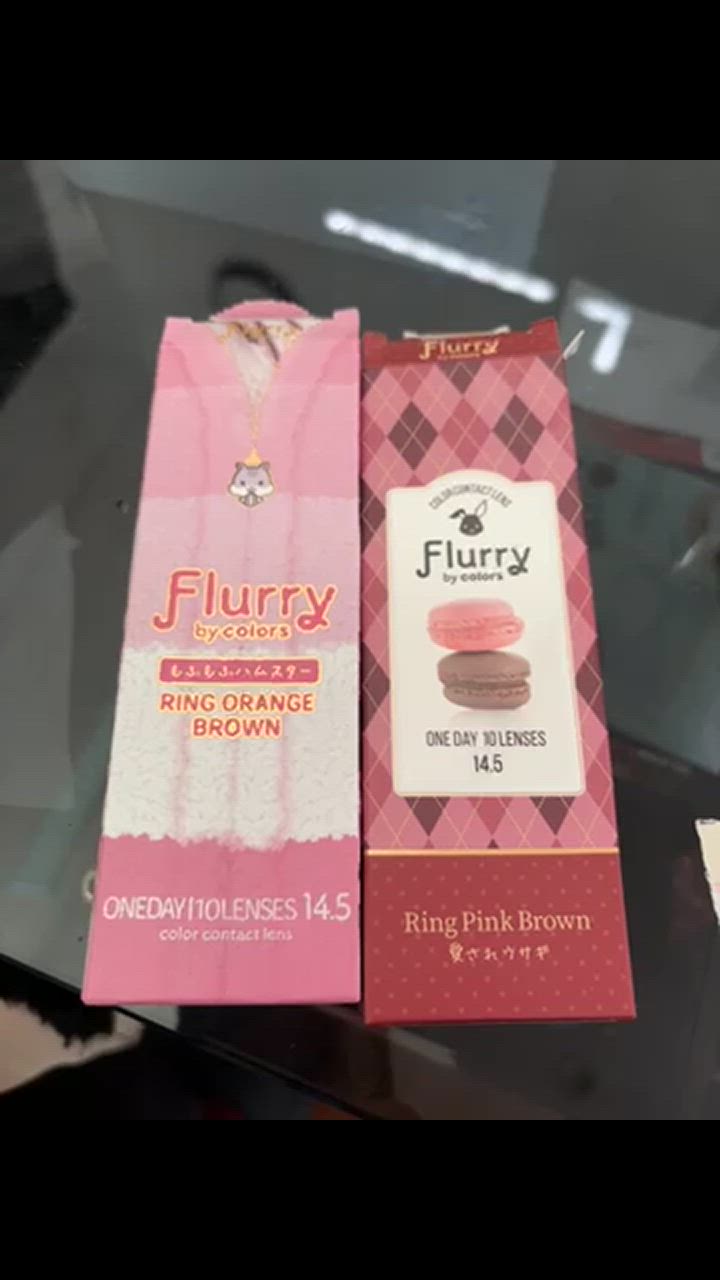 Flurry
by colors
もふもふハムスター
RING ORANGE
BROWN
ONEDAY|10LENSES 14.5
color contact lens
Flurry
by colors
COLOR CONTACT LENS
Flurry
by colors
ONE DAY 10 LENSES
14.5
Ring Pink Brown
愛されウサギ